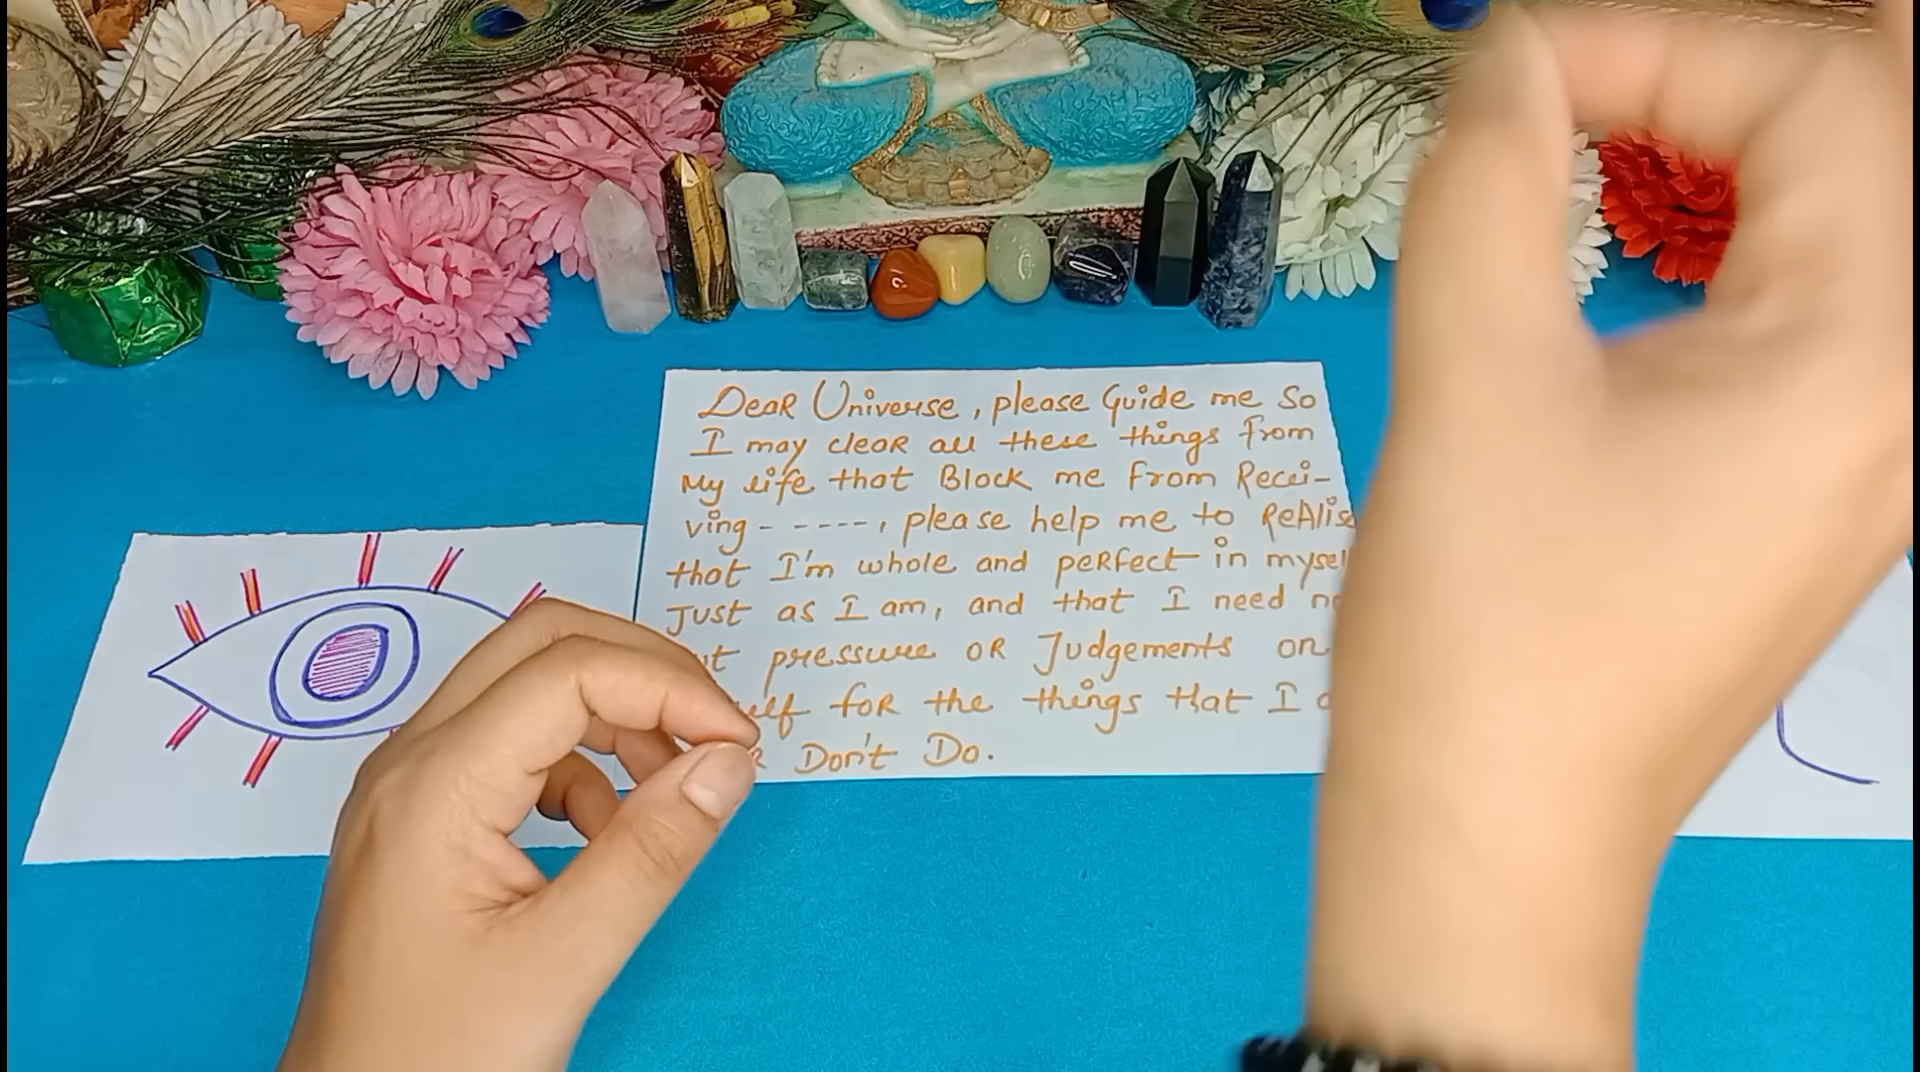 Dear Universe, please Guide me so
I may clear all these things from
My life that Block me from Recei-
ving - - - - - -, please help me to ReAlis
that I'm whole and perfect in mysel
Just as I am, and that I need
pressure OR Judgements on
for the things that I
Don't Do.